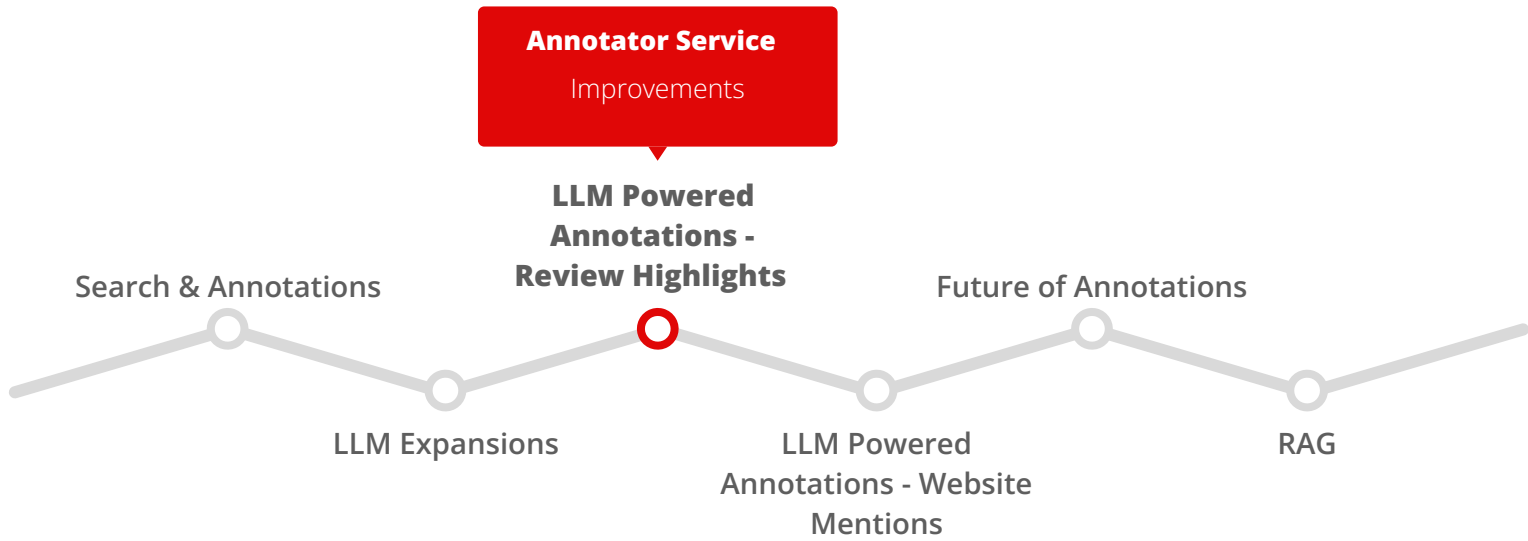 Annotator Service
Improvements
LLM Powered
Annotations -
Review Highlights
Search & Annotations
Future of Annotations
LLM Expansions
LLM Powered
Annotations - Website
Mentions
RAG